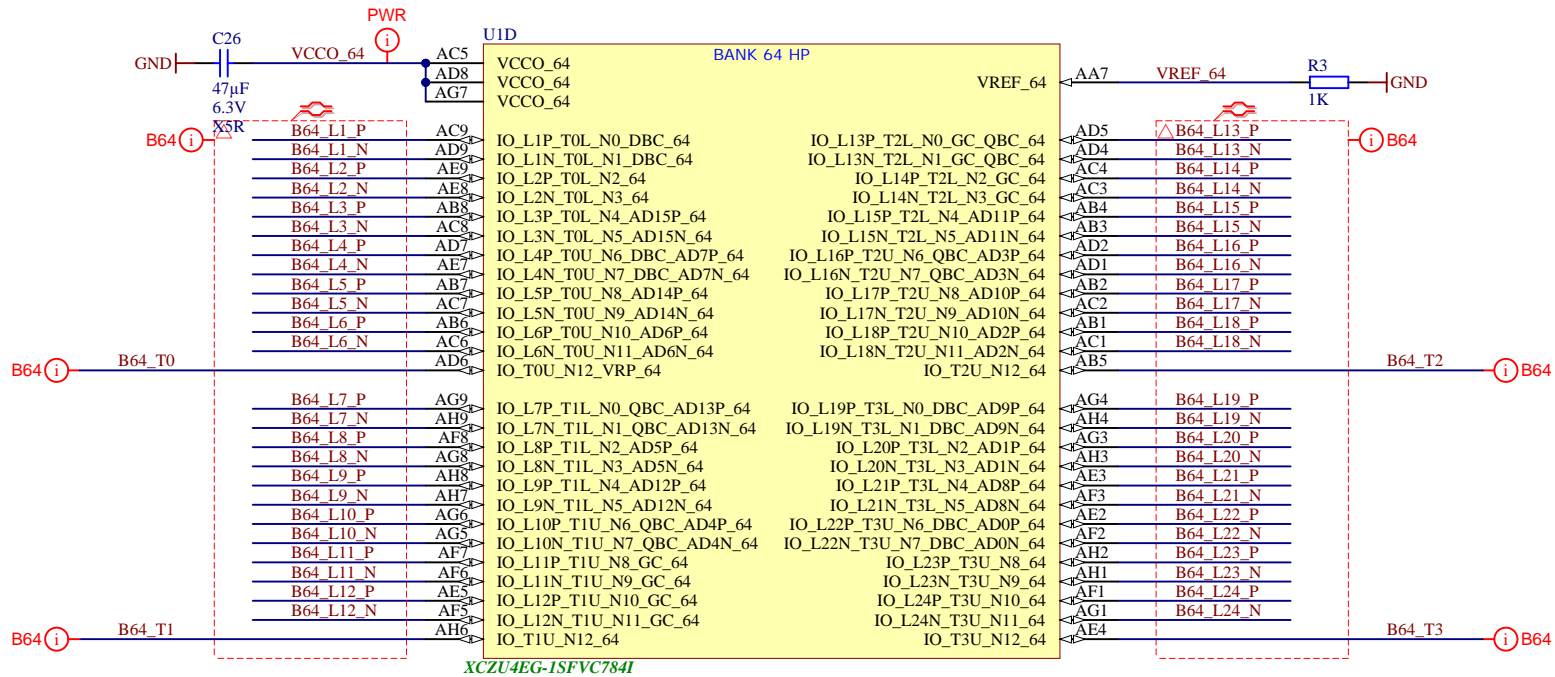 PWR
U1D
BANK 64 HP
C26
GND
VCCO_64
AC5
VCCO_64
AD8
VCCO_64
AG7
VCCO_64
47µF
6.3V
X5R
VREF_64
AA7
VREF_64
R3
1K
GND
B64
B64_L1_P AC9 IO_L1P_T0L_N0_DBC_64
B64_L1_N AD9 IO_L1N_T0L_N1_DBC_64
B64_L2_P AE9 IO_L2P_T0L_N2_64
B64_L2_N AE8 IO_L2N_T0L_N3_64
B64_L3_P AB8 IO_L3P_T0L_N4_AD15P_64
B64_L3_N AC8 IO_L3N_T0L_N5_AD15N_64
B64_L4_P AD7 IO_L4P_T0U_N6_DBC_AD7P_64
B64_L4_N AE7 IO_L4N_T0U_N7_DBC_AD7N_64
B64_L5_P AB7 IO_L5P_T0U_N8_AD14P_64
B64_L5_N AC7 IO_L5N_T0U_N9_AD14N_64
B64_L6_P AB6 IO_L6P_T0U_N10_AD6P_64
B64_L6_N AC6 IO_L6N_T0U_N11_AD6N_64
B64 i B64_T0 AD6 IO_T0U_N12_VRP_64
B64_L7_P AG9 IO_L7P_T1L_N0_QBC_AD13P_64
B64_L7_N AH9 IO_L7N_T1L_N1_QBC_AD13N_64
B64_L8_P AF8 IO_L8P_T1L_N2_AD5P_64
B64_L8_N AG8 IO_L8N_T1L_N3_AD5N_64
B64_L9_P AH8 IO_L9P_T1L_N4_AD12P_64
B64_L9_N AH7 IO_L9N_T1L_N5_AD12N_64
B64_L10_P AG6 IO_L10P_T1U_N6_QBC_AD4P_64
B64_L10_N AG5 IO_L10N_T1U_N7_QBC_AD4N_64
B64_L11_P AF7 IO_L11P_T1U_N8_GC_64
B64_L11_N AF6 IO_L11N_T1U_N9_GC_64
B64_L12_P AE5 IO_L12P_T1U_N10_GC_64
B64_L12_N AF5 IO_L12N_T1U_N11_GC_64
B64 i B64_T1 AH6 IO_T1U_N12_64
IO_L13P_T2L_N0_GC_QBC_64 AD5 B64_L13_P i B64
IO_L13N_T2L_N1_GC_QBC_64 AD4 B64_L13_N
IO_L14P_T2L_N2_GC_64 AC4 B64_L14_P
IO_L14N_T2L_N3_GC_64 AC3 B64_L14_N
IO_L15P_T2L_N4_AD11P_64 AB4 B64_L15_P
IO_L15N_T2L_N5_AD11N_64 AB3 B64_L15_N
IO_L16P_T2U_N6_QBC_AD3P_64 AD2 B64_L16_P
IO_L16N_T2U_N7_QBC_AD3N_64 AD1 B64_L16_N
IO_L17P_T2U_N8_AD10P_64 AB2 B64_L17_P
IO_L17N_T2U_N9_AD10N_64 AC2 B64_L17_N
IO_L18P_T2U_N10_AD2P_64 AB1 B64_L18_P
IO_L18N_T2U_N11_AD2N_64 AC1 B64_L18_N
IO_T2U_N12_64 AB5 B64_T2 i B64
IO_L19P_T3L_N0_DBC_AD9P_64 AG4 B64_L19_P
IO_L19N_T3L_N1_DBC_AD9N_64 AH4 B64_L19_N
IO_L20P_T3L_N2_AD1P_64 AG3 B64_L20_P
IO_L20N_T3L_N3_AD1N_64 AH3 B64_L20_N
IO_L21P_T3L_N4_AD8P_64 AE3 B64_L21_P
IO_L21N_T3L_N5_AD8N_64 AF3 B64_L21_N
IO_L22P_T3U_N6_DBC_AD0P_64 AE2 B64_L22_P
IO_L22N_T3U_N7_DBC_AD0N_64 AF2 B64_L22_N
IO_L23P_T3U_N8_64 AH2 B64_L23_P
IO_L23N_T3U_N9_64 AH1 B64_L23_N
IO_L24P_T3U_N10_64 AF1 B64_L24_P
IO_L24N_T3U_N11_64 AG1 B64_L24_N
IO_T3U_N12_64 AE4 B64_T3 i B64
XCZU4EG-1SFVC784I